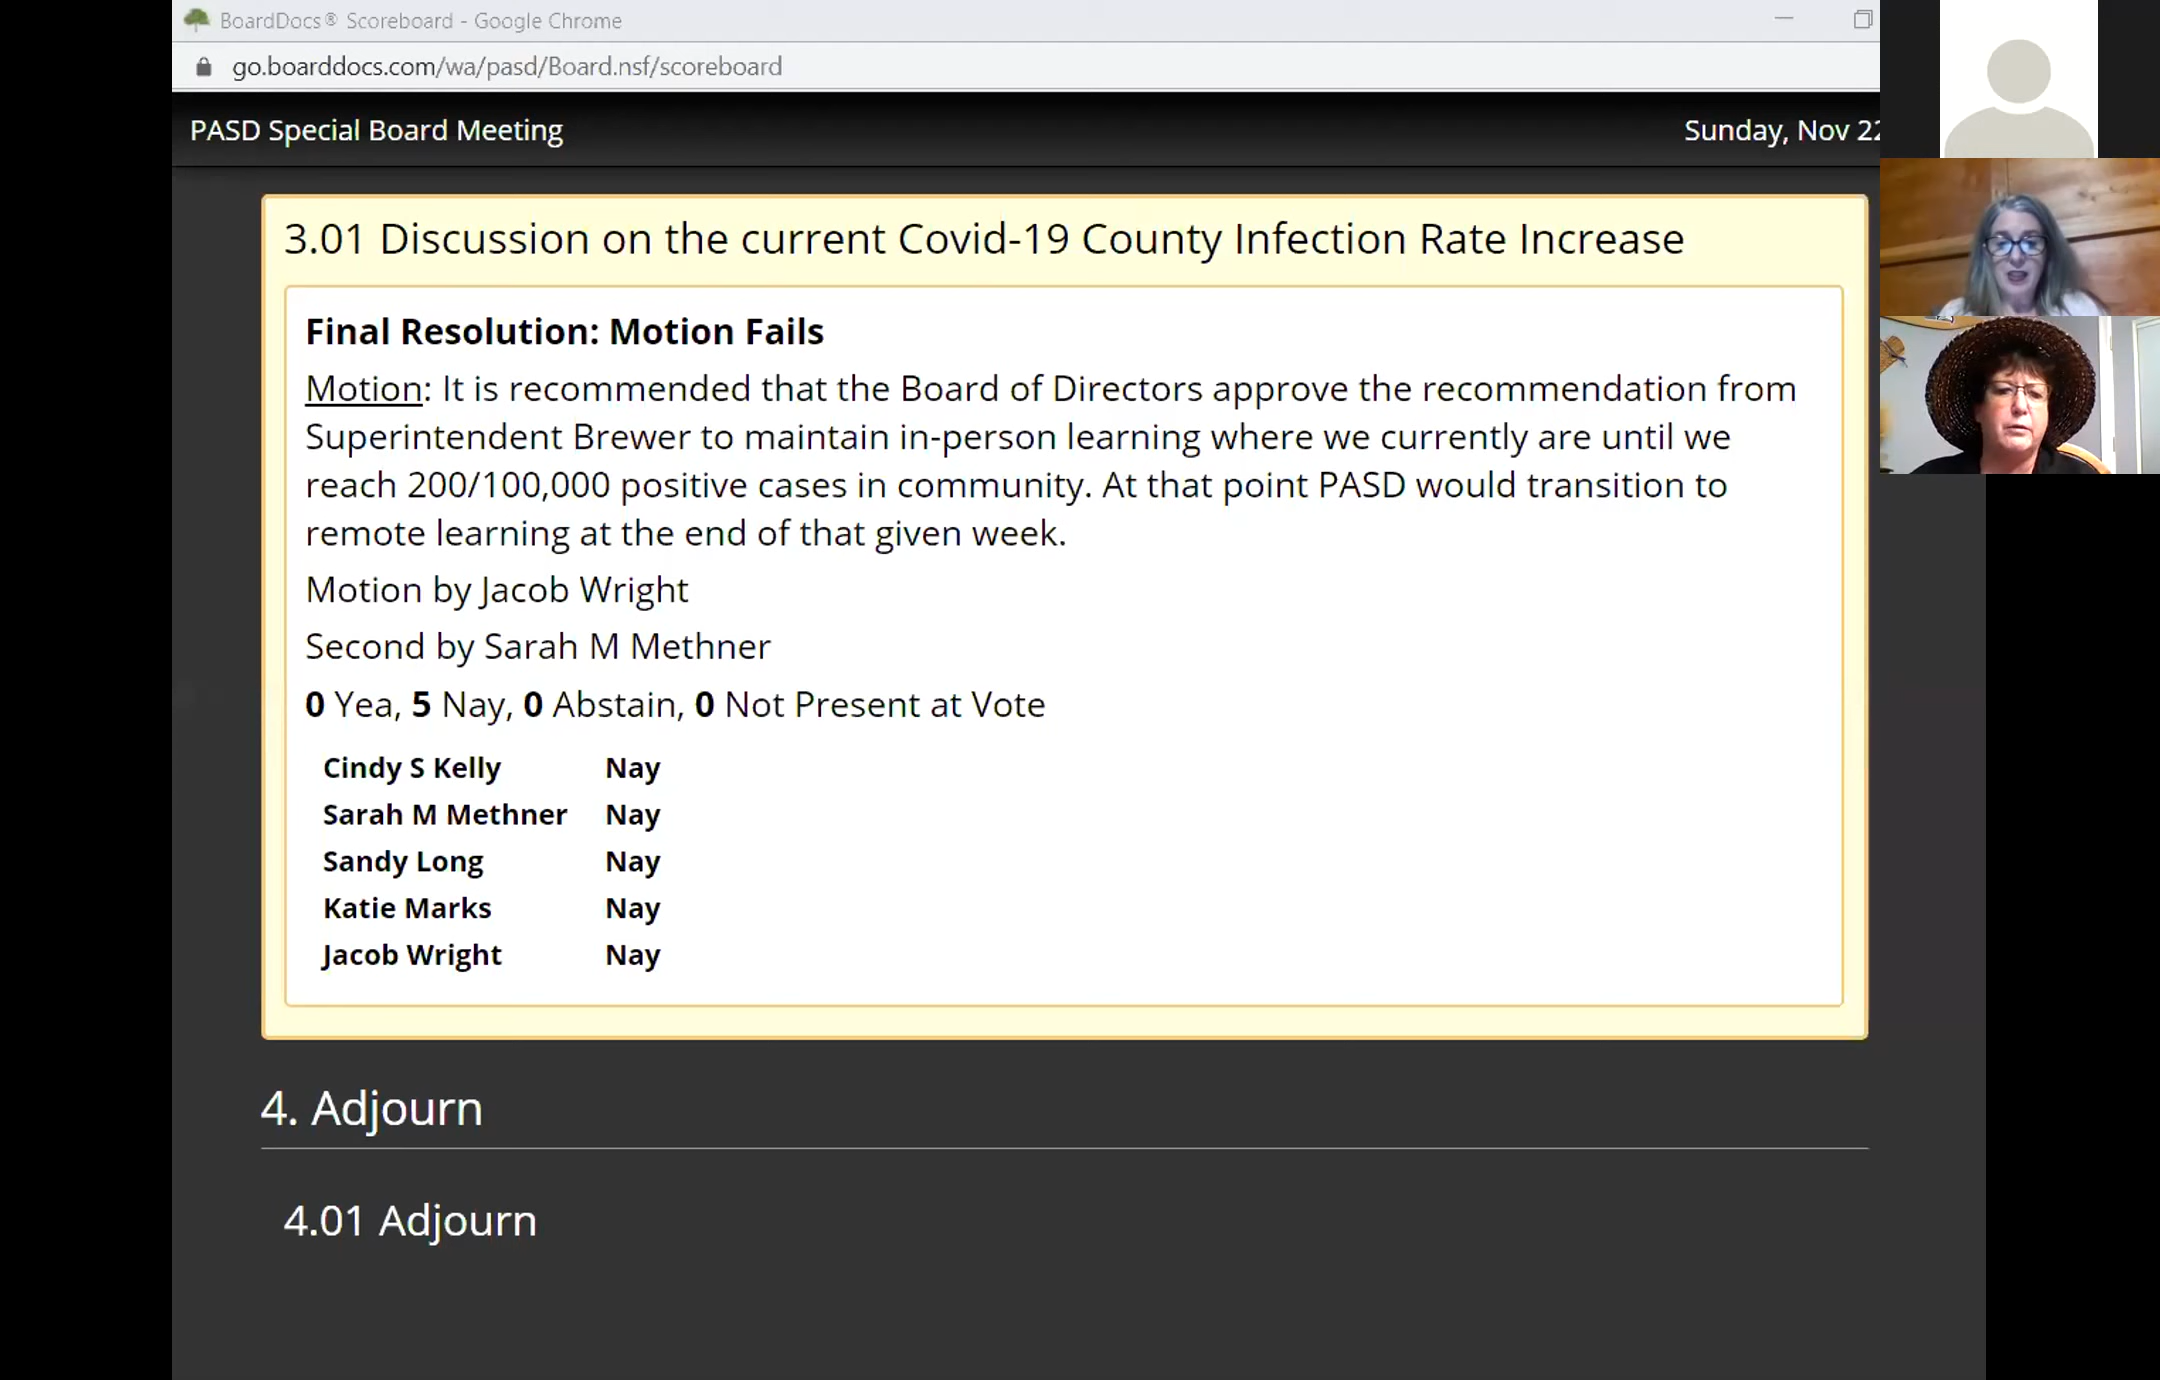 BoardDocs® Scoreboard - Google Chrome
go.boarddocs.com/wa/pasd/Board.nsf/scoreboard
PASD Special Board Meeting
Sunday, Nov 22
3.01 Discussion on the current Covid-19 County Infection Rate Increase
Final Resolution: Motion Fails
Motion: It is recommended that the Board of Directors approve the recommendation from
Superintendent Brewer to maintain in-person learning where we currently are until we
reach 200/100,000 positive cases in community. At that point PASD would transition to
remote learning at the end of that given week.
Motion by Jacob Wright
Second by Sarah M Methner
0 Yea, 5 Nay, 0 Abstain, 0 Not Present at Vote
Cindy S Kelly Nay
Sarah M Methner Nay
Sandy Long Nay
Katie Marks Nay
Jacob Wright Nay
4. Adjourn
4.01 Adjourn